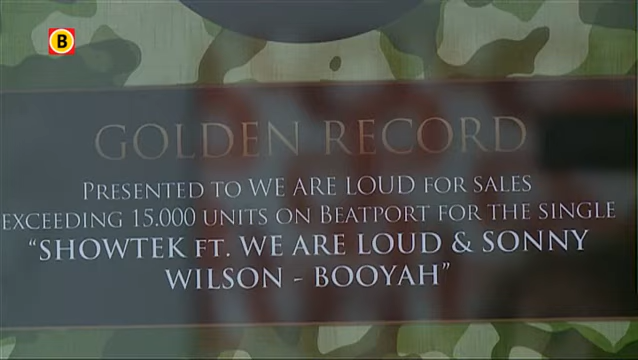 B
GOLDEN RECORD
PRESENTED TO WE ARE LOUD FOR SALES
EXCEEDING 15.000 UNITS ON BEATPORT FOR THE SINGLE
“SHOWTEK FT. WE ARE LOUD & SONNY
WILSON - BOOYAH”